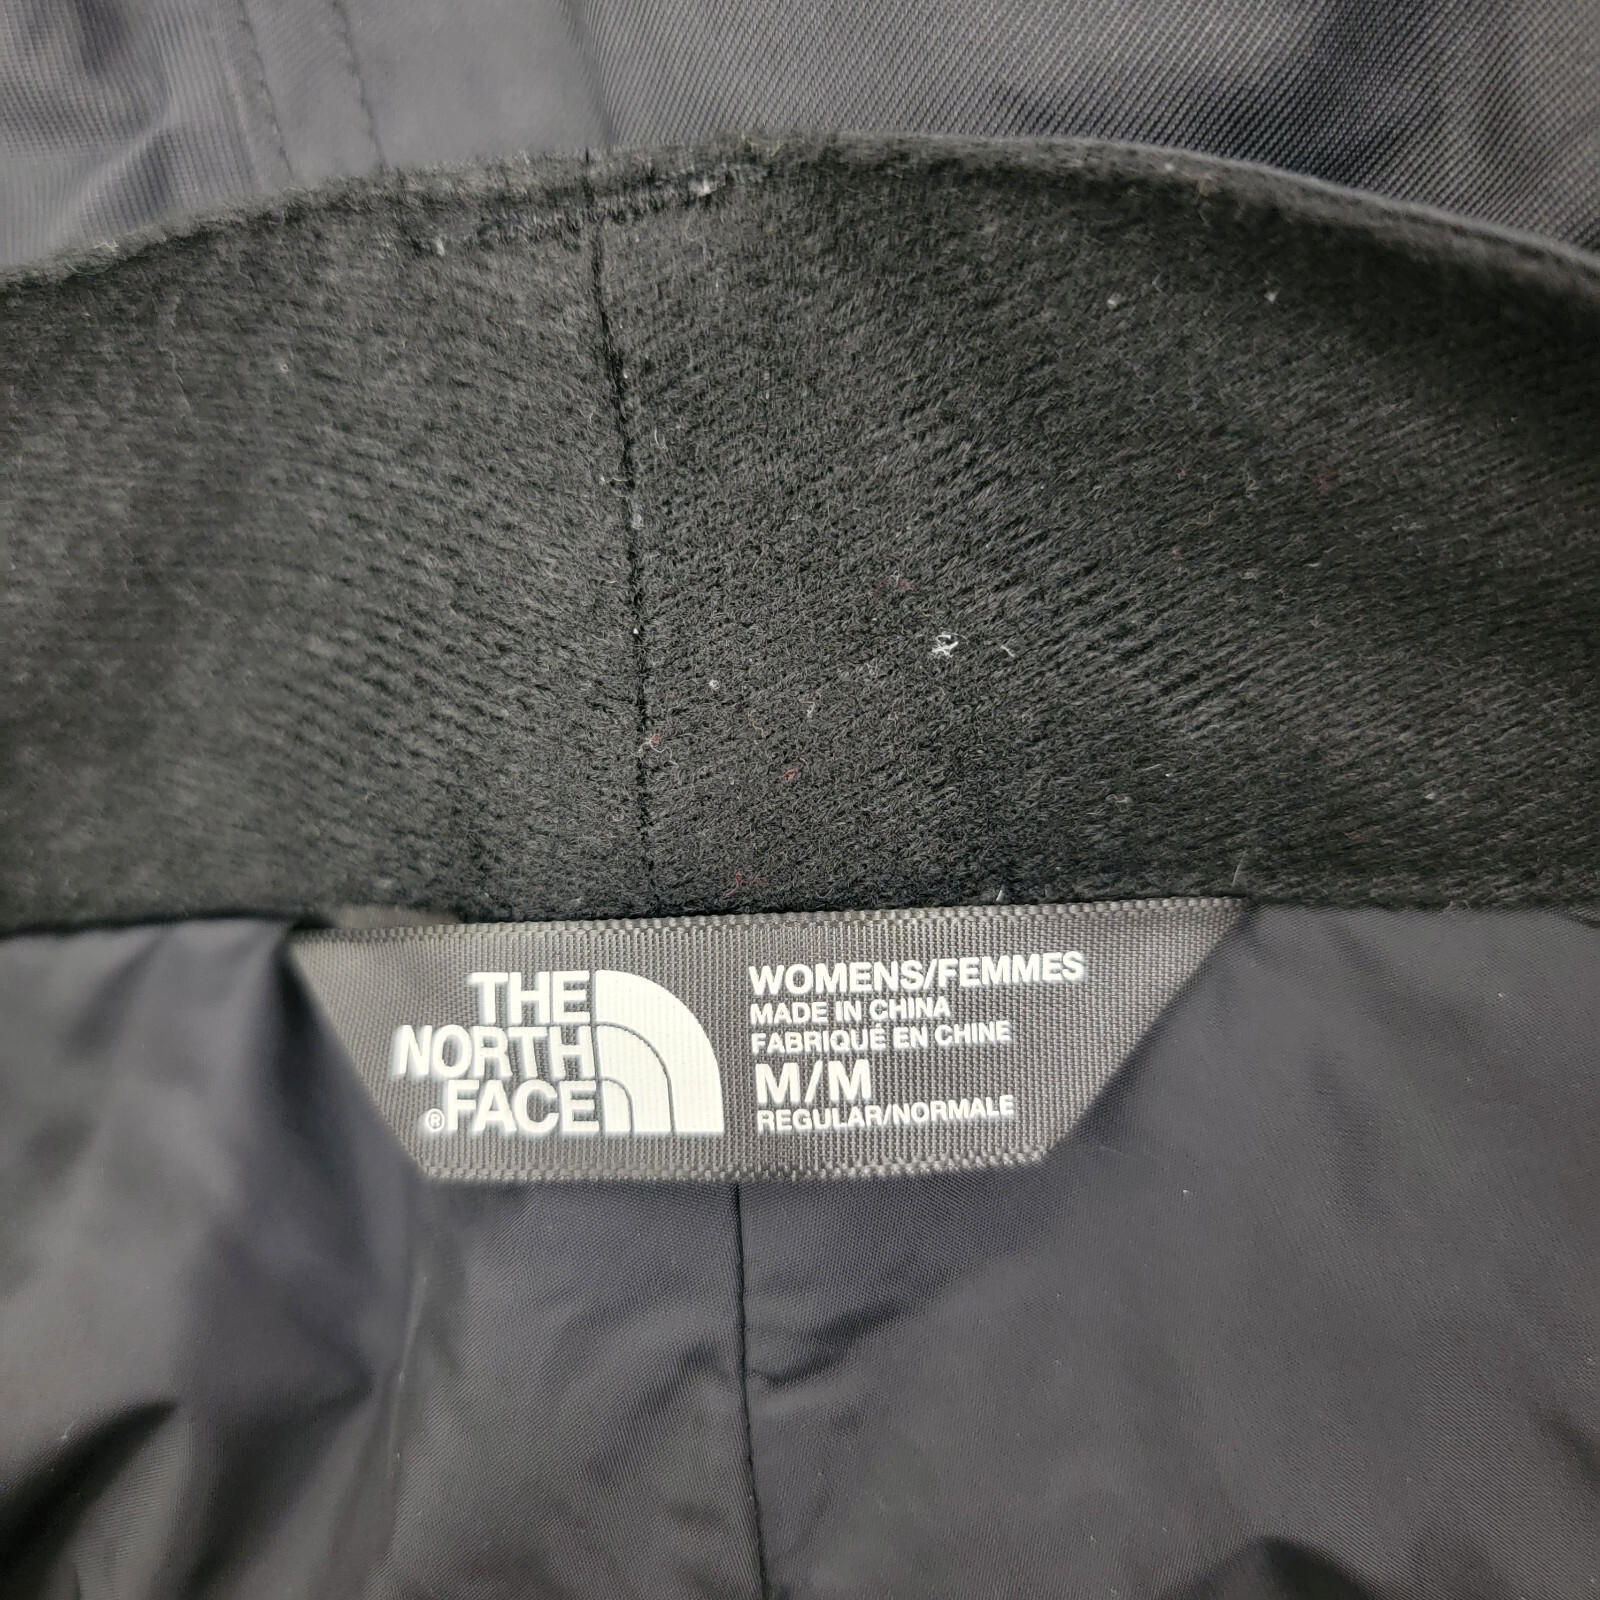 THE
NORTH
®FACE
WOMENS/FEMMES
MADE IN CHINA
FABRIQUÉ EN CHINE
M/M
REGULAR/NORMALE